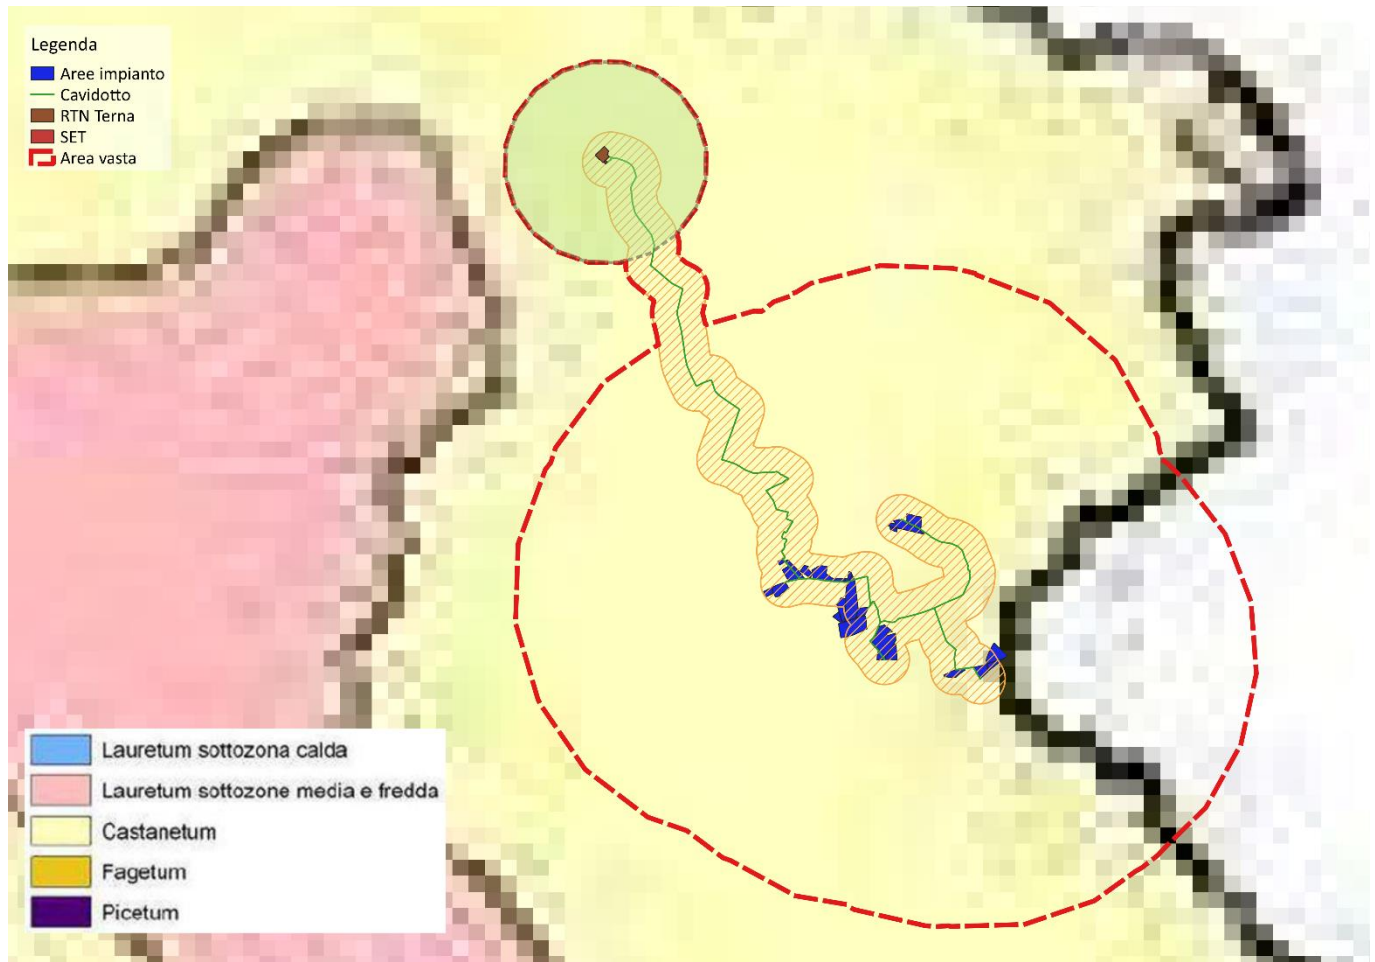 Legenda
Aree impianto
Cavidotto
RTN Terna
SET
Area vasta
Lauretum sottozona calda
Lauretum sottozone media e fredda
Castanetum
Fagetum
Picetum